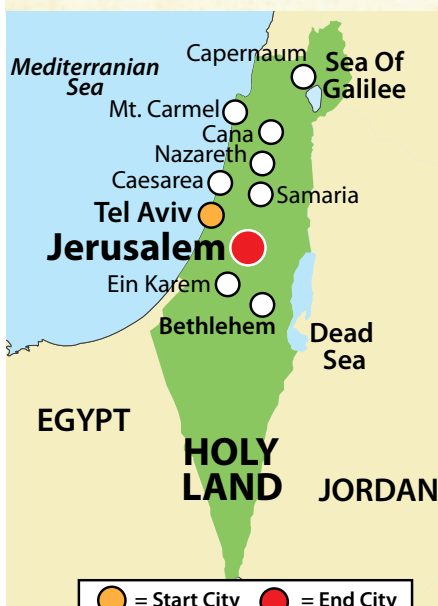 Capernaum
Mediterranian
Sea
Sea Of
Galilee
Mt. Carmel
Cana
Nazareth
Caesarea
Samaria
Tel Aviv
Jerusalem
Ein Karem
Bethlehem
Dead
Sea
EGYPT
HOLY
LAND
JORDAN
= Start City = End City